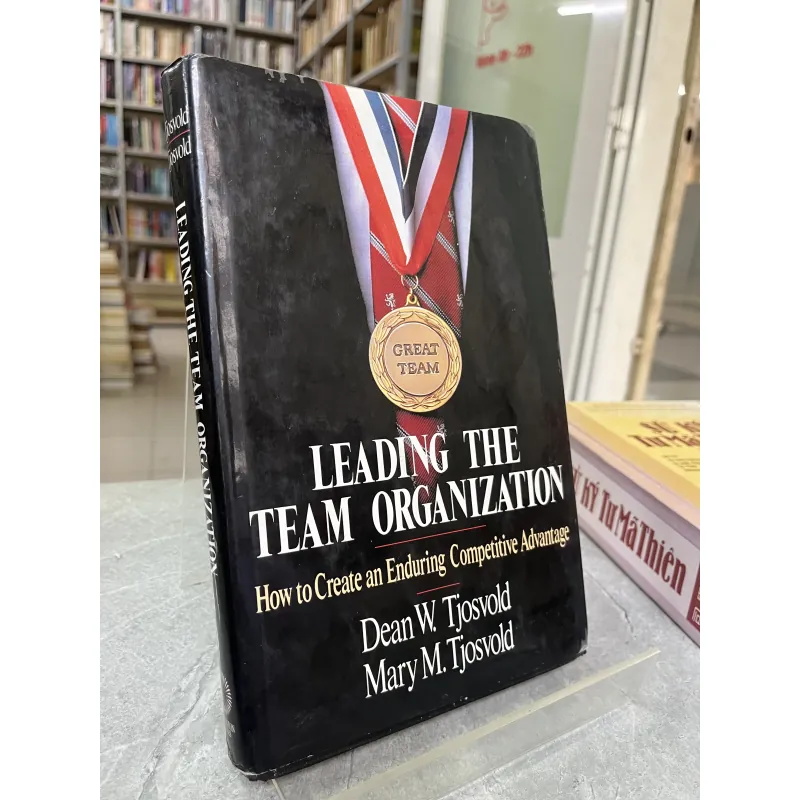 GREAT
TEAM
LEADING THE
TEAM ORGANIZATION
How to Create an Enduring Competitive Advantage
Dean W. Tjosvold
Mary M. Tjosvold
Tjosvold
Tjosvold
LEADING THE TEAM ORGANIZATION
KÝ TƯ MÃ THIÊN